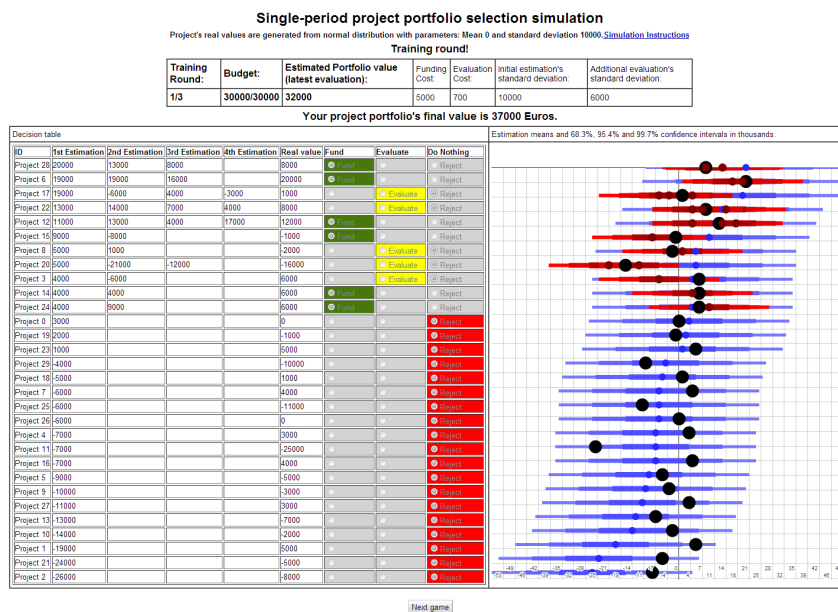 Single-period project portfolio selection simulation
Project's real values are generated from normal distribution with parameters: Mean 0 and standard deviation 10000. Simulation Instructions
Training round!
Training Round: Budget: Estimated Portfolio value (latest evaluation): Funding Cost: Evaluation Cost: Initial estimation's standard deviation: Additional evaluation's standard deviation:
1/3 30000/30000 32000 5000 700 10000 6000
Your project portfolio's final value is 37000 Euros.
Decision table Estimation means and 68.3%, 95.4% and 99.7% confidence intervals in thousands.
ID 1st Estimation 2nd Estimation 3rd Estimation 4th Estimation Real value Fund Evaluate Do Nothing
Project 28 20000 13000 8000 8000 Fund Reject
Project 6 19000 19000 16000 20000 Fund Reject
Project 17 19000 -6000 4000 -3000 1000 Evaluate Reject
Project 22 13000 14000 7000 4000 8000 Evaluate Reject
Project 12 11000 13000 4000 17000 12000 Fund Reject
Project 15 9000 -8000 -1000 Fund Reject
Project 8 5000 1000 -2000 Evaluate Reject
Project 20 5000 -21000 -12000 -16000 Evaluate Reject
Project 3 4000 -6000 6000 Evaluate Reject
Project 14 4000 4000 6000 Fund Reject
Project 24 4000 9000 6000 Fund Reject
Project 0 3000 0 Reject
Project 19 2000 -1000 Reject
Project 23 1000 5000 Reject
Project 29 -4000 -10000 Reject
Project 18 -5000 1000 Reject
Project 7 -6000 4000 Reject
Project 25 -6000 -11000 Reject
Project 26 -6000 0 Reject
Project 4 -7000 3000 Reject
Project 11 -7000 -25000 Reject
Project 16 -7000 4000 Reject
Project 5 -9000 -5000 Reject
Project 9 -10000 -3000 Reject
Project 27 -11000 3000 Reject
Project 13 -13000 -7000 Reject
Project 10 -14000 -2000 Reject
Project 1 -19000 5000 Reject
Project 21 -24000 -5000 Reject
Project 2 -26000 -8000 Reject
Next game